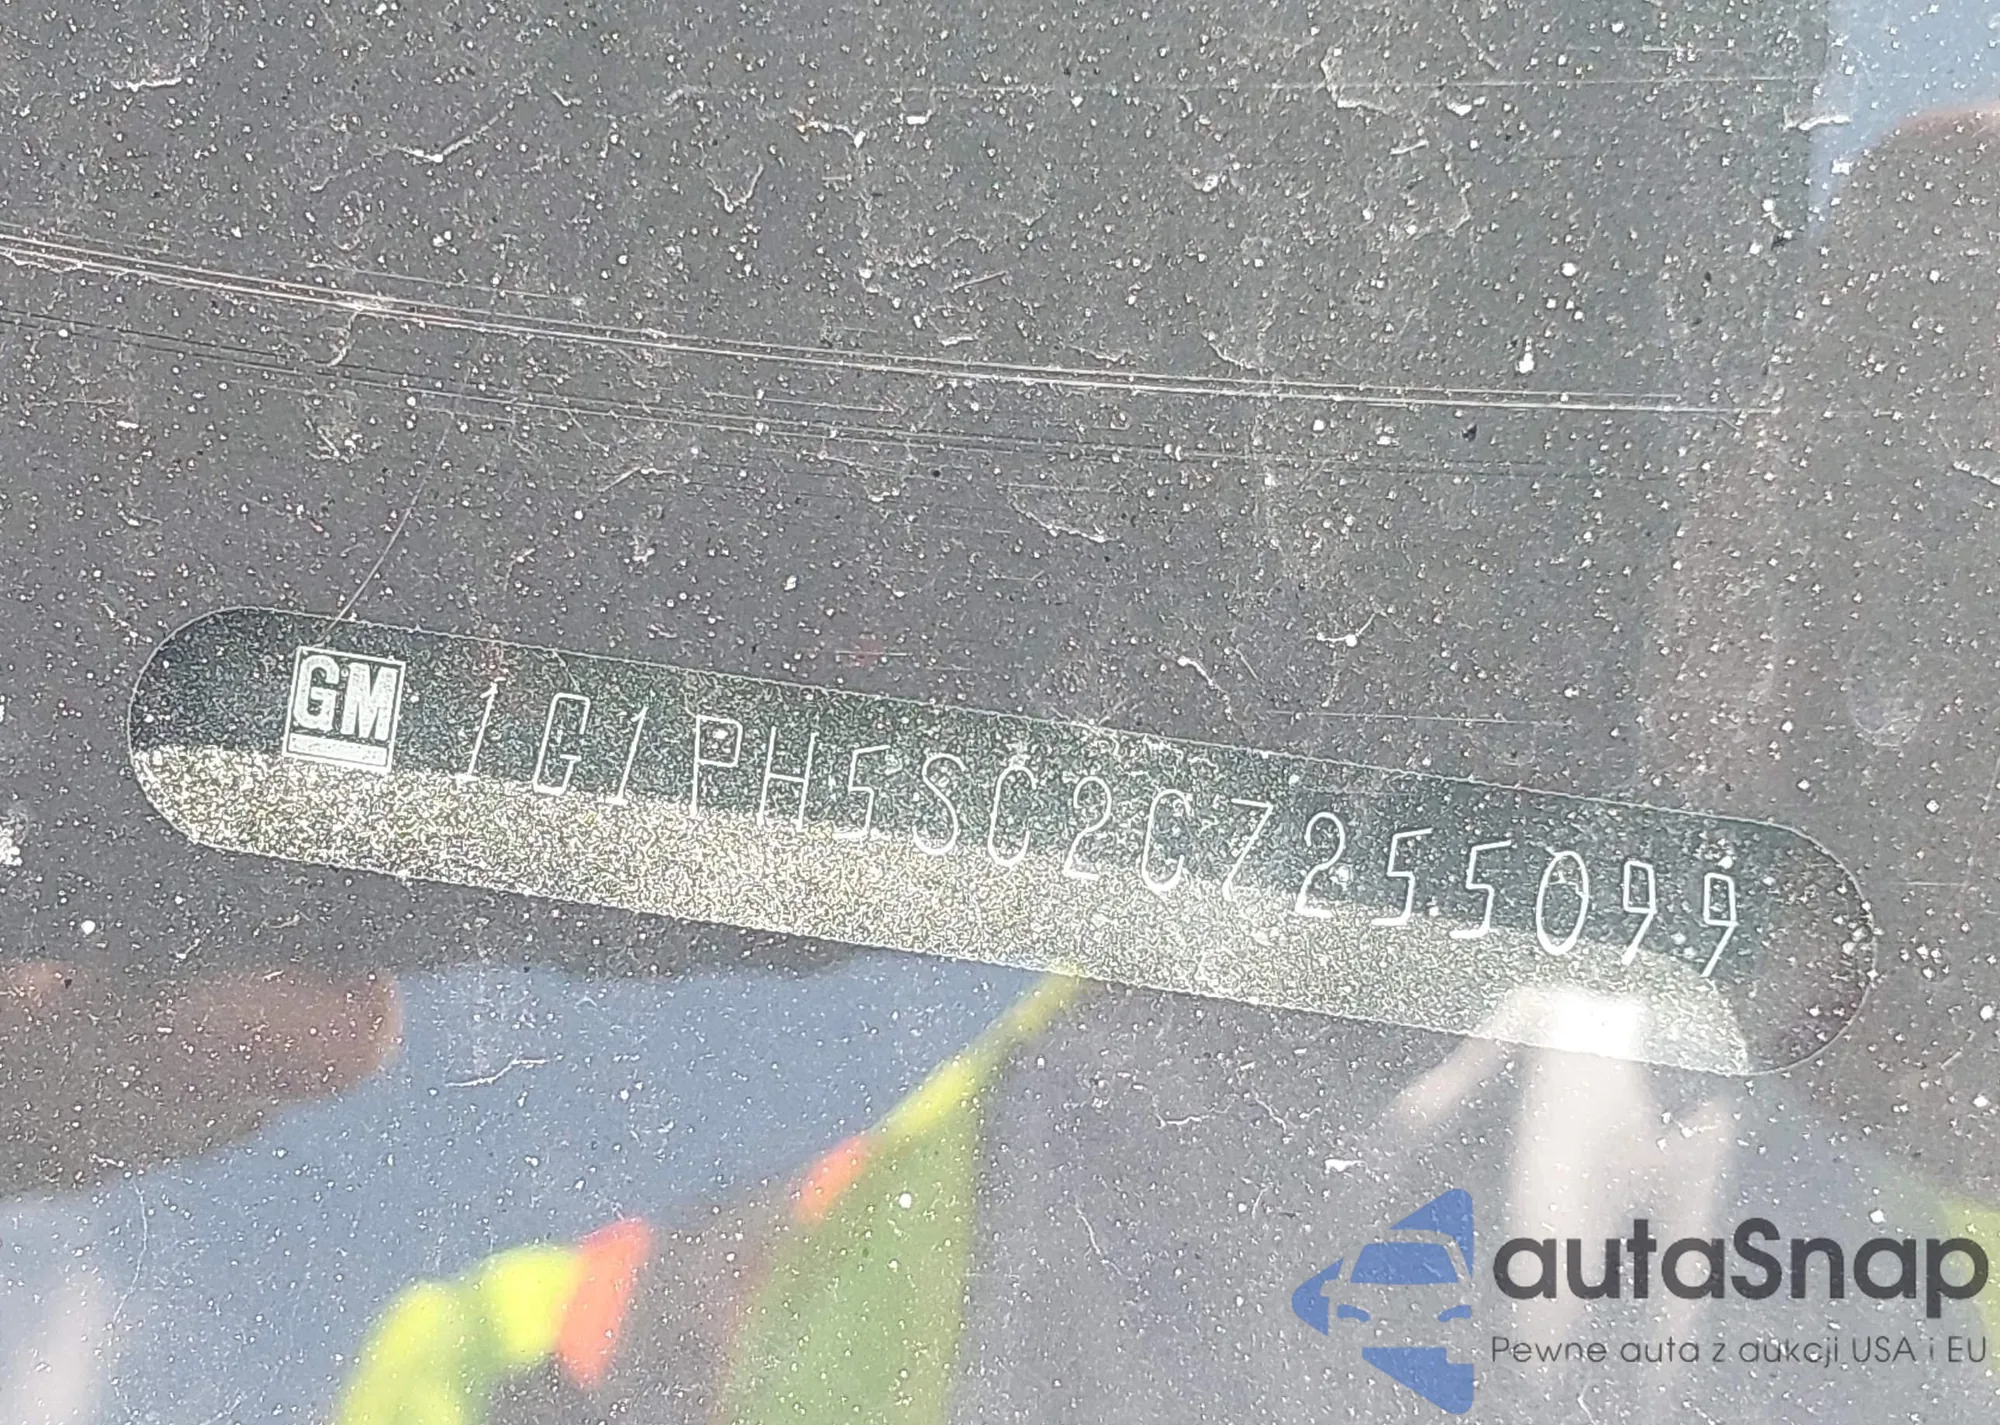 GM 1G1PH5SC2C7255099
autaSnap
Pewne auta z aukcji USA i EU